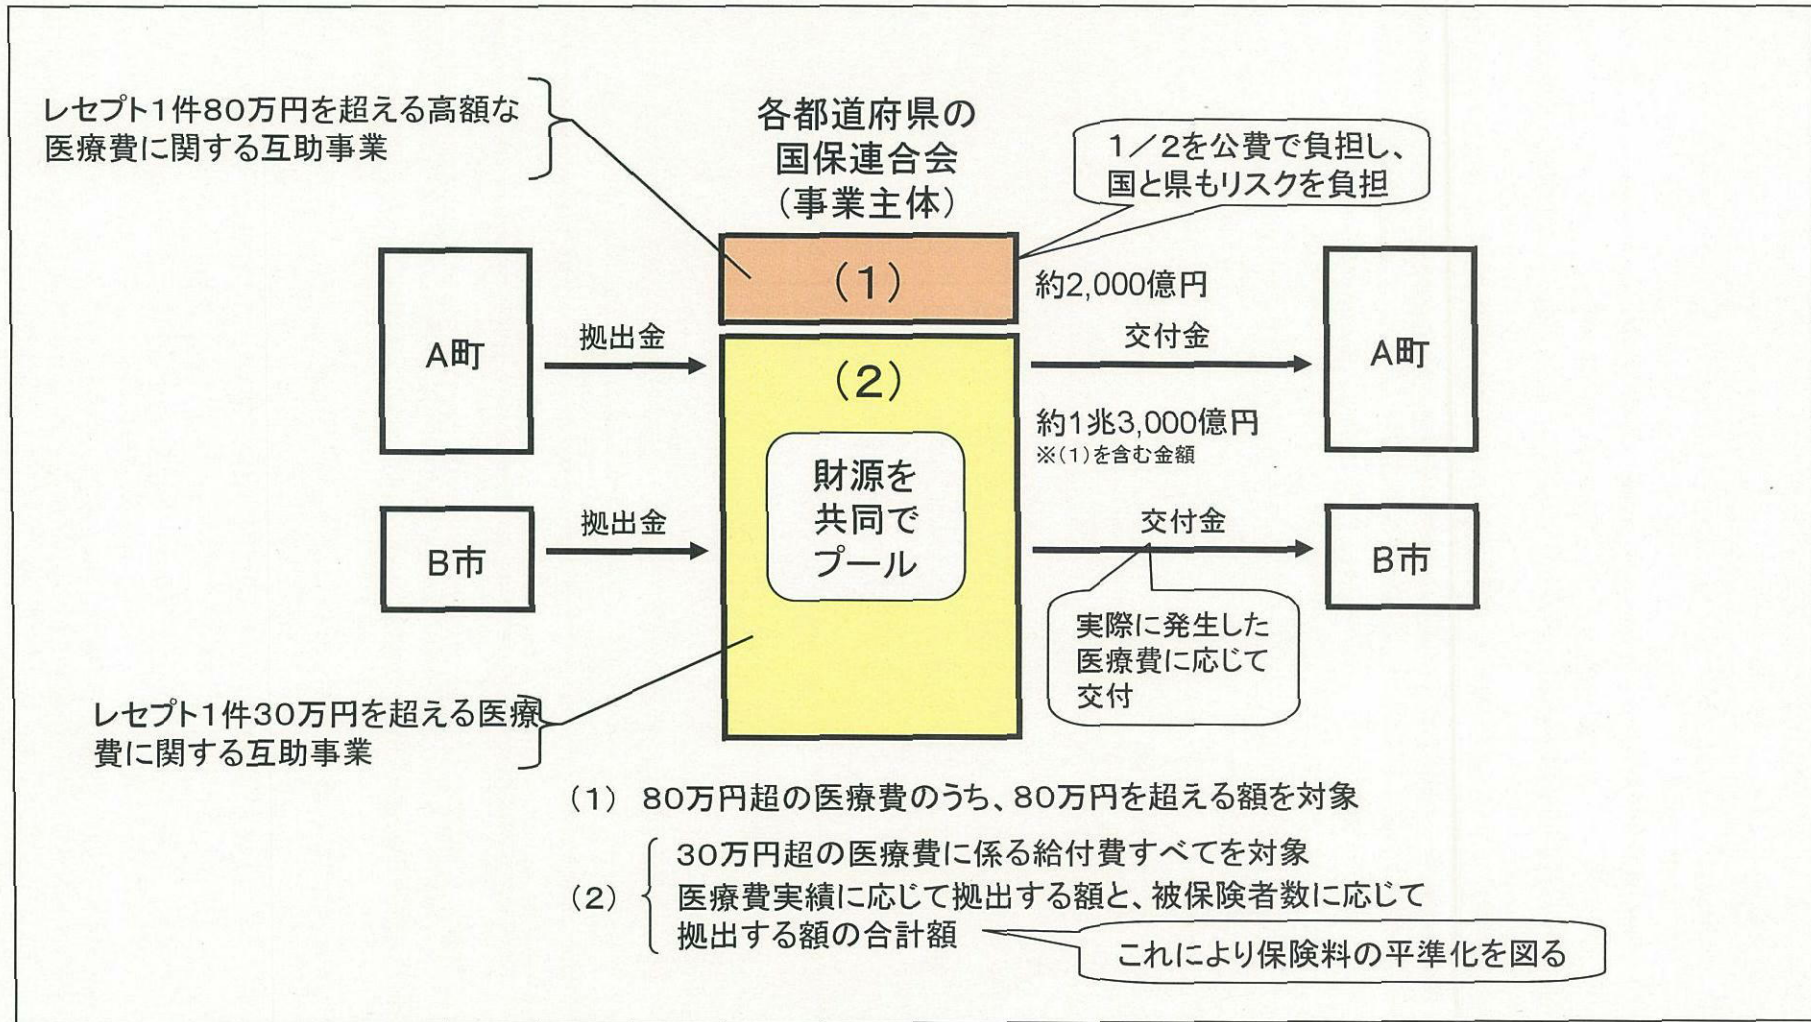 レセプト1件80万円を超える高額な
医療費に関する互助事業
各都道府県の
国保連合会
(事業主体)
1/2を公費で負担し、
国と県もリスクを負担
(1)
約2,000億円
A町
拠出金
(2)
交付金
A町
約1兆3,000億円
※(1)を含む金額
財源を
共同で
プール
B市
拠出金
交付金
B市
実際に発生した
医療費に応じて
交付
レセプト1件30万円を超える医療
費に関する互助事業
(1) 80万円超の医療費のうち、80万円を超える額を対象
(2)
30万円超の医療費に係る給付費すべてを対象
医療費実績に応じて拠出する額と、被保険者数に応じて
拠出する額の合計額
これにより保険料の平準化を図る